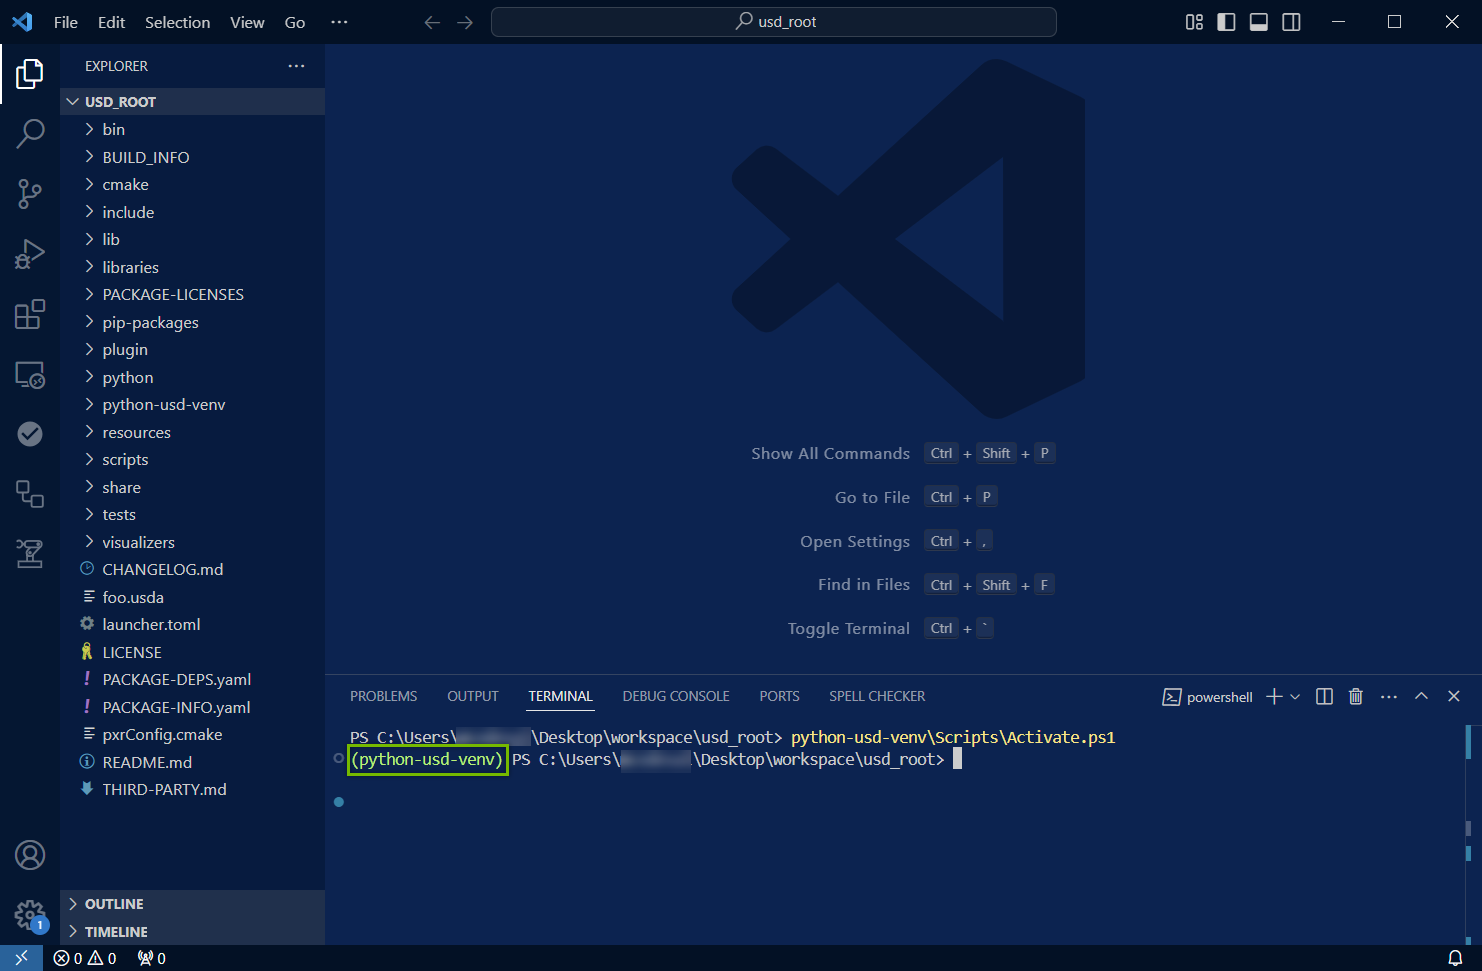 File Edit Selection View Go ···
usd_root
EXPLORER ···
USD_ROOT
bin
BUILD_INFO
cmake
include
lib
libraries
PACKAGE-LICENSES
pip-packages
plugin
python
python-usd-venv
resources
scripts
share
tests
visualizers
CHANGELOG.md
foo.usda
launcher.toml
LICENSE
! PACKAGE-DEPS.yaml
! PACKAGE-INFO.yaml
pxrConfig.cmake
README.md
THIRD-PARTY.md
OUTLINE
TIMELINE
1
0 0 0
Show All Commands Ctrl + Shift + P
Go to File Ctrl + P
Open Settings Ctrl + ,
Find in Files Ctrl + Shift + F
Toggle Terminal Ctrl + `
PROBLEMS OUTPUT TERMINAL DEBUG CONSOLE PORTS SPELL CHECKER powershell ···
PS C:\Users\ \Desktop\workspace\usd_root> python-usd-venv\Scripts\Activate.ps1
(python-usd-venv) PS C:\Users\ \Desktop\workspace\usd_root>